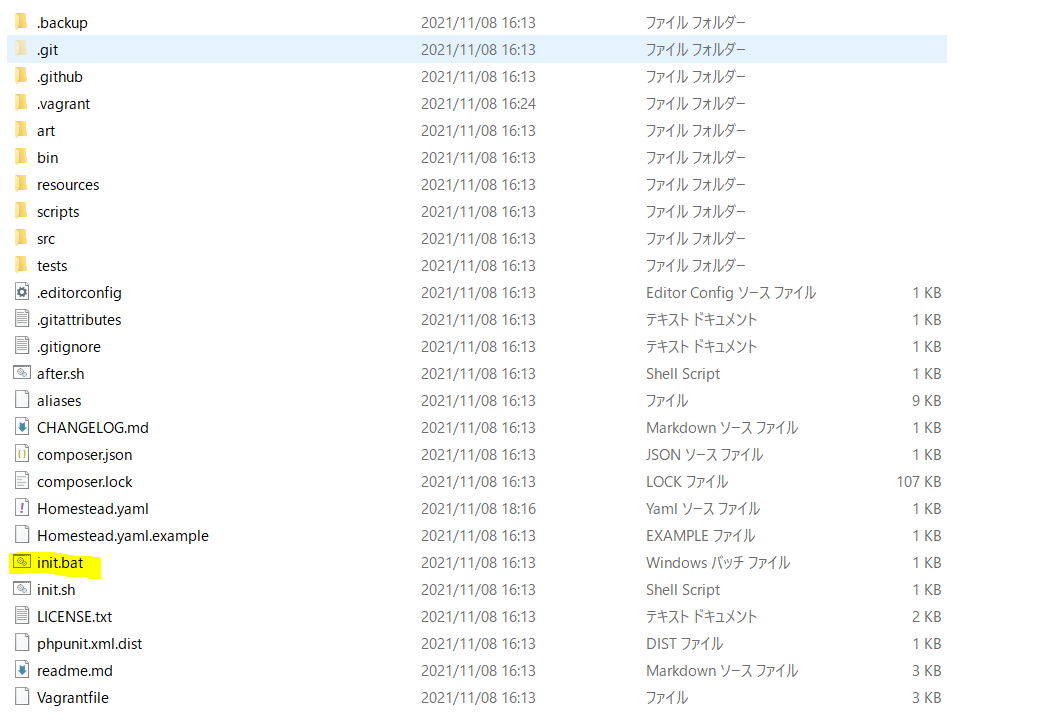 .backup 2021/11/08 16:13 ファイル フォルダー
.git 2021/11/08 16:13 ファイル フォルダー
.github 2021/11/08 16:13 ファイル フォルダー
.vagrant 2021/11/08 16:24 ファイル フォルダー
art 2021/11/08 16:13 ファイル フォルダー
bin 2021/11/08 16:13 ファイル フォルダー
resources 2021/11/08 16:13 ファイル フォルダー
scripts 2021/11/08 16:13 ファイル フォルダー
src 2021/11/08 16:13 ファイル フォルダー
tests 2021/11/08 16:13 ファイル フォルダー
.editorconfig 2021/11/08 16:13 Editor Config ソース ファイル 1 KB
.gitattributes 2021/11/08 16:13 テキスト ドキュメント 1 KB
.gitignore 2021/11/08 16:13 テキスト ドキュメント 1 KB
after.sh 2021/11/08 16:13 Shell Script 1 KB
aliases 2021/11/08 16:13 ファイル 9 KB
CHANGELOG.md 2021/11/08 16:13 Markdown ソース ファイル 1 KB
composer.json 2021/11/08 16:13 JSON ソース ファイル 1 KB
composer.lock 2021/11/08 16:13 LOCK ファイル 107 KB
Homestead.yaml 2021/11/08 18:16 Yaml ソース ファイル 1 KB
Homestead.yaml.example 2021/11/08 16:13 EXAMPLE ファイル 1 KB
init.bat 2021/11/08 16:13 Windows バッチ ファイル 1 KB
init.sh 2021/11/08 16:13 Shell Script 1 KB
LICENSE.txt 2021/11/08 16:13 テキスト ドキュメント 2 KB
phpunit.xml.dist 2021/11/08 16:13 DIST ファイル 1 KB
readme.md 2021/11/08 16:13 Markdown ソース ファイル 3 KB
Vagrantfile 2021/11/08 16:13 ファイル 3 KB